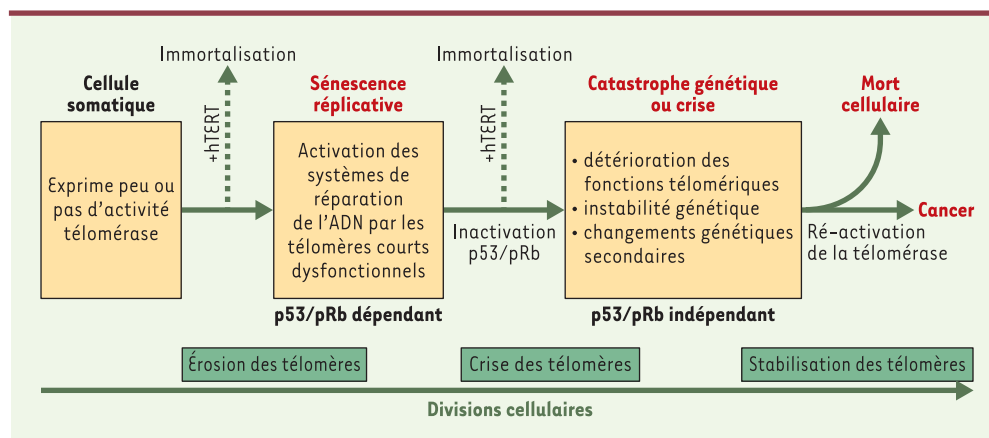 Immortalisation
Immortalisation
Cellule
somatique
+hTERT
Sénescence
réplicative
+hTERT
Catastrophe génétique
ou crise
Mort
cellulaire
Exprime peu ou
pas d'activité
télomérase
Activation des
systèmes de
réparation
de l'ADN par les
télomères courts
dysfonctionnels
Inactivation
p53/pRb
• détérioration des
fonctions télomériques
• instabilité génétique
• changements génétiques
secondaires
Cancer
Ré-activation
de la télomérase
p53/pRb dépendant
p53/pRb indépendant
Érosion des télomères
Crise des télomères
Stabilisation des télomères
Divisions cellulaires